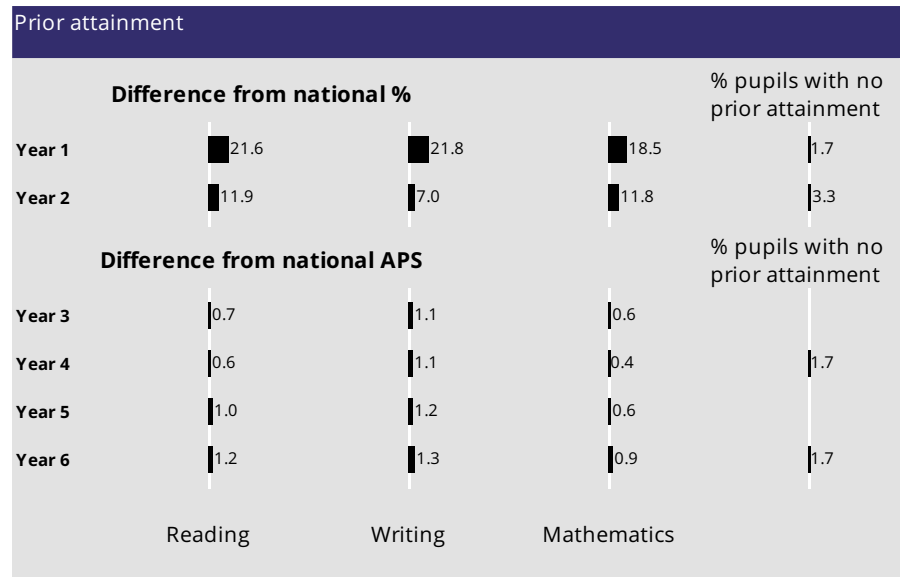 Prior attainment
Difference from national %
% pupils with no
prior attainment
Year 1 21.6 21.8 18.5 1.7
Year 2 11.9 7.0 11.8 3.3
Difference from national APS
% pupils with no
prior attainment
Year 3 0.7 1.1 0.6
Year 4 0.6 1.1 0.4 1.7
Year 5 1.0 1.2 0.6
Year 6 1.2 1.3 0.9 1.7
Reading Writing Mathematics